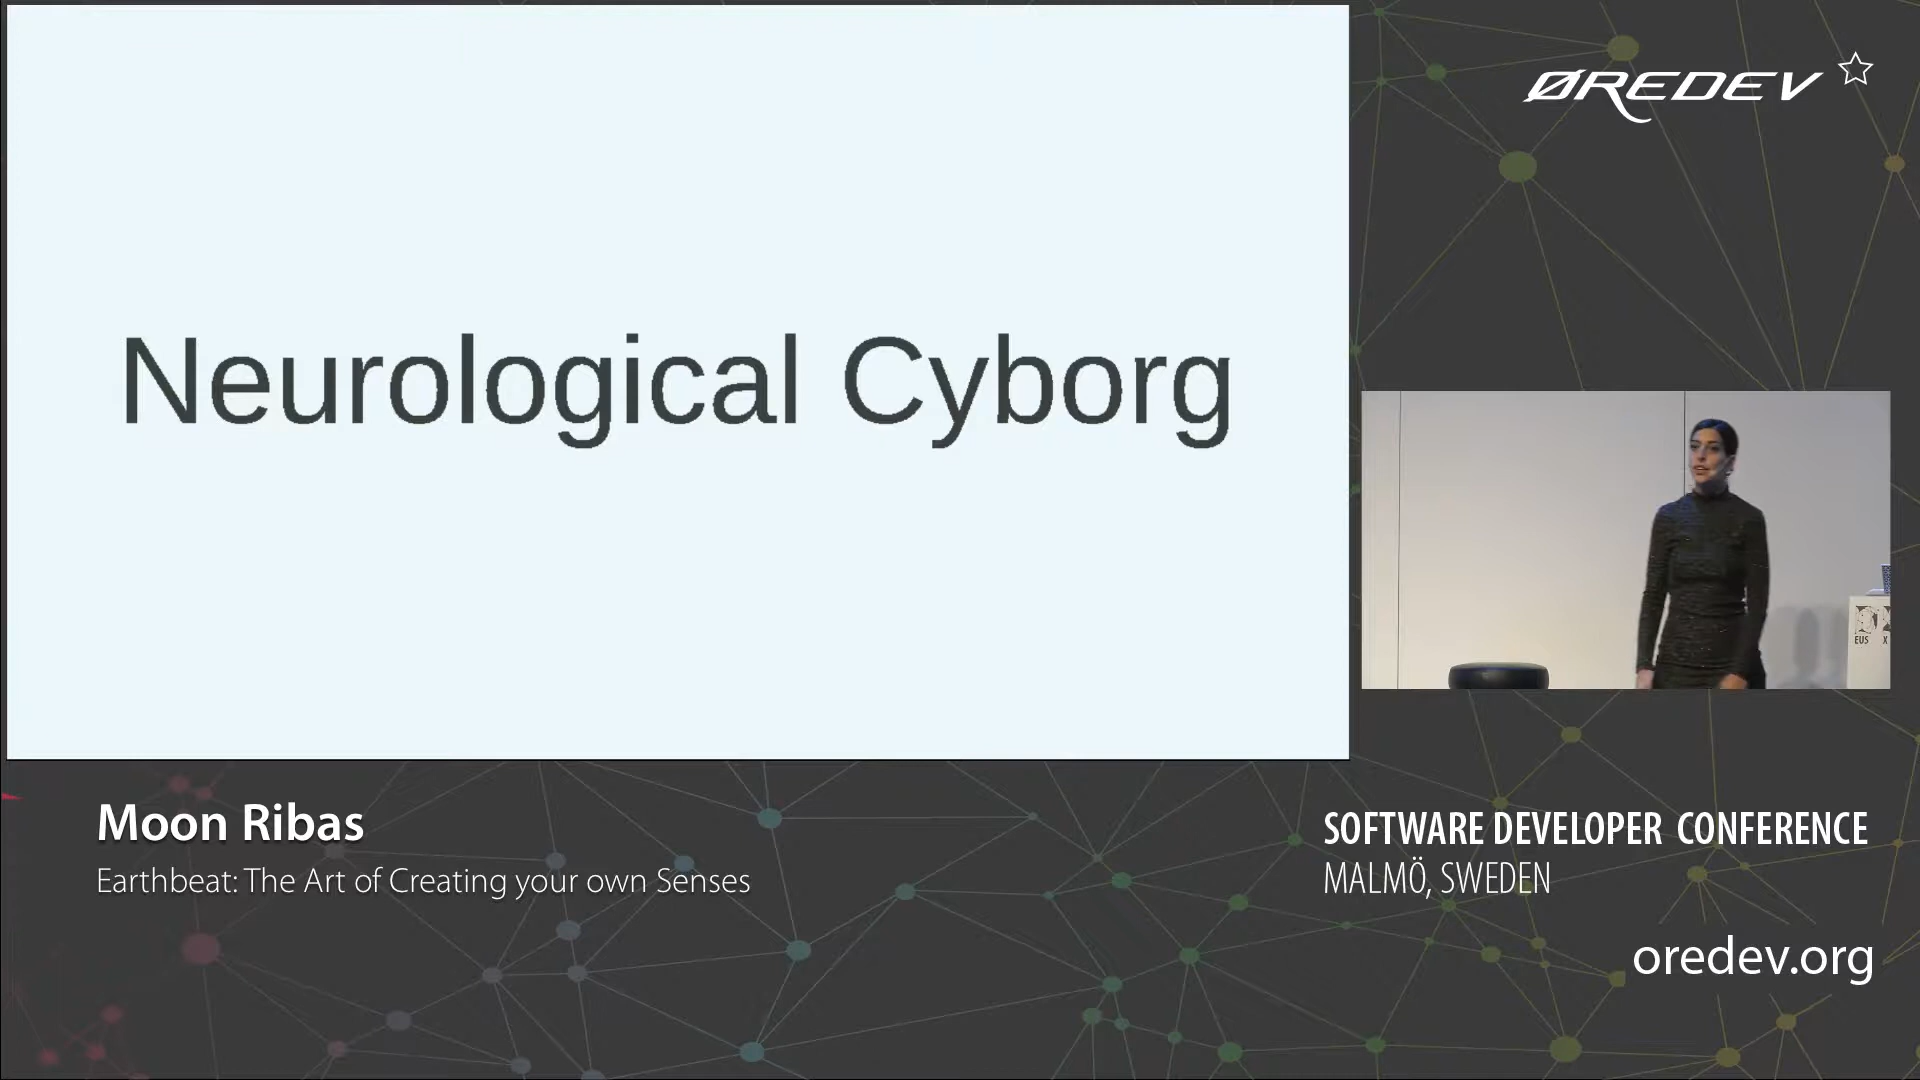 Neurological Cyborg
ØREDEV
EUS X
Moon Ribas
Earthbeat: The Art of Creating your own Senses
SOFTWARE DEVELOPER CONFERENCE
MALMÖ, SWEDEN
oredev.org